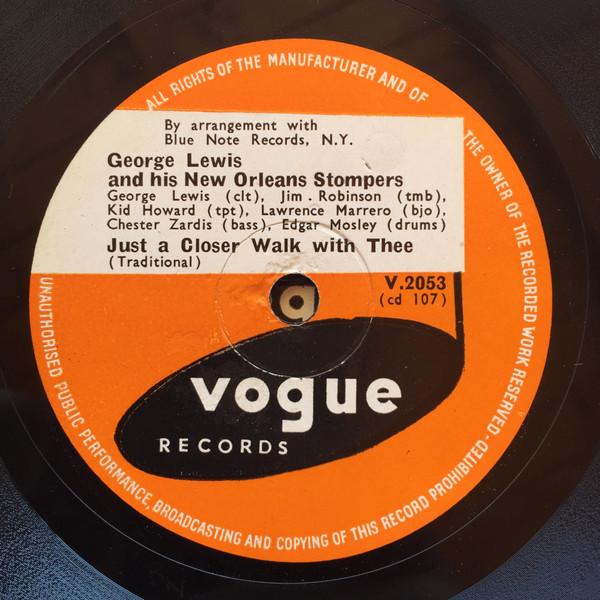 ALL RIGHTS OF THE MANUFACTURER AND OF
THE OWNER OF THE RECORDED WORK RESERVED -
UNAUTHORISED PUBLIC PERFORMANCE, BROADCASTING AND COPYING OF THIS RECORD PROHIBITED -
By arrangement with
Blue Note Records, N.Y.
George Lewis
and his New Orleans Stompers
George Lewis (clt), Jim . Robinson (tmb),
Kid Howard (tpt), Lawrence Marrero (bjo),
Chester Zardis (bass), Edgar Mosley (drums)
Just a Closer Walk with Thee
(Traditional)
V.2053
(cd 107)
vogue
RECORDS